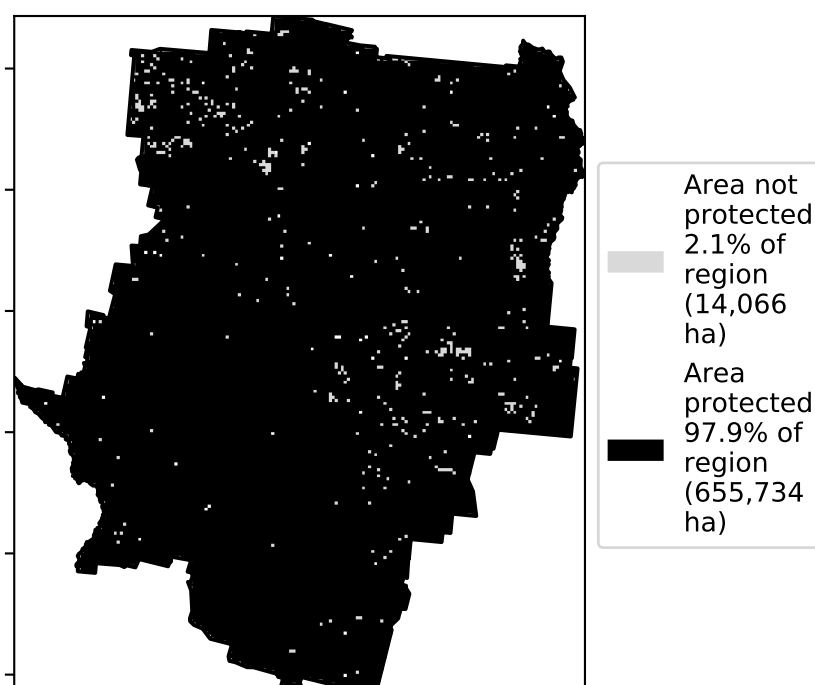 Area not
protected
2.1% of
region
(14,066
ha)
Area
protected
97.9% of
region
(655,734
ha)